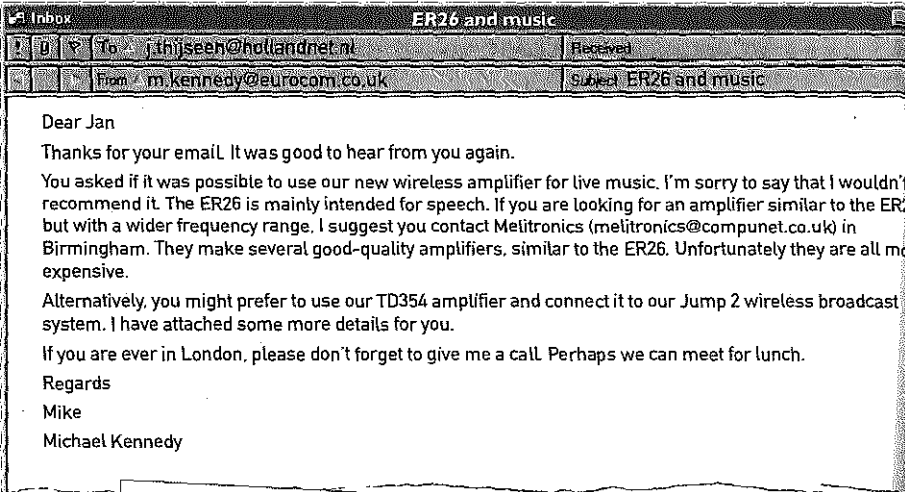 Inbox
ER26 and music
To j.thijseen@hollandnet.nl
Received
From m.kennedy@eurocom.co.uk
Subject ER26 and music
Dear Jan
Thanks for your email. It was good to hear from you again.
You asked if it was possible to use our new wireless amplifier for live music. I'm sorry to say that I wouldn't
recommend it. The ER26 is mainly intended for speech. If you are looking for an amplifier similar to the
but with a wider frequency range, I suggest you contact Melitronics (melitronics@compunet.co.uk) in
Birmingham. They make several good-quality amplifiers, similar to the ER26. Unfortunately they are all
expensive.
Alternatively, you might prefer to use our TD354 amplifier and connect it to our Jump 2 wireless broadcast
system. I have attached some more details for you.
If you are ever in London, please don't forget to give me a call. Perhaps we can meet for lunch.
Regards
Mike
Michael Kennedy